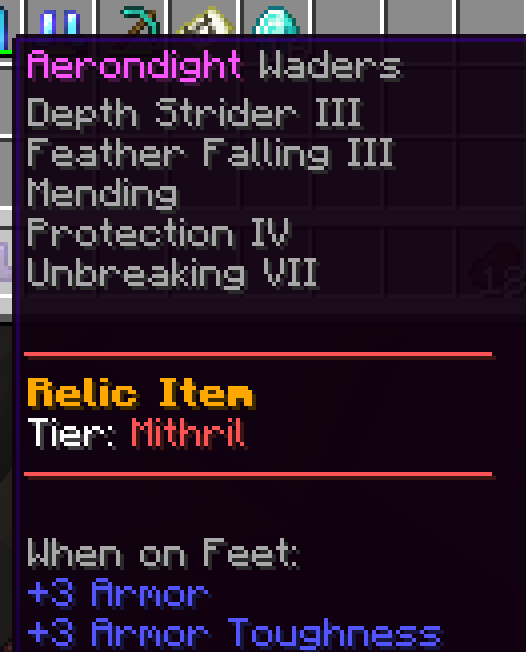 Aerondight Waders
Depth Strider III
Feather Falling III
Mending
Protection IV
Unbreaking VII
Relic Item
Tier: Mithril
When on Feet:
+3 Armor
+3 Armor Toughness